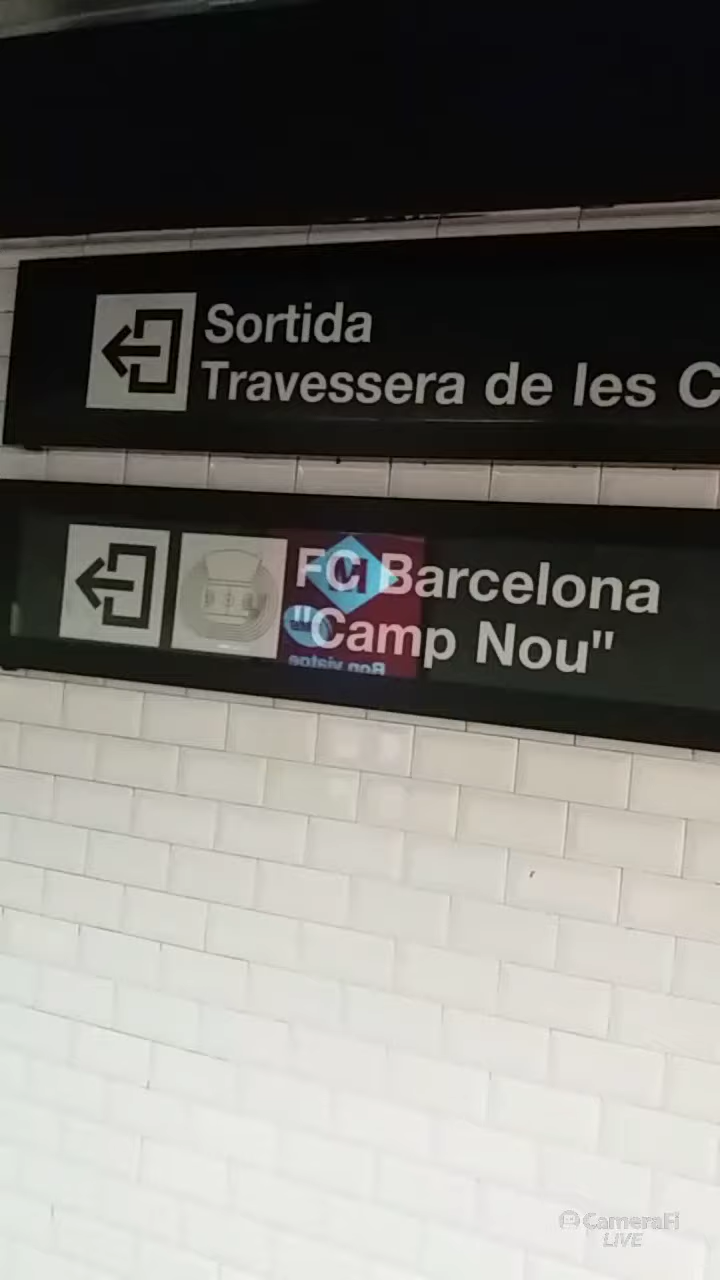 Sortida
Travessera de les C
FC Barcelona
"Camp Nou"
M
Bon viatge
CameraFi
LIVE